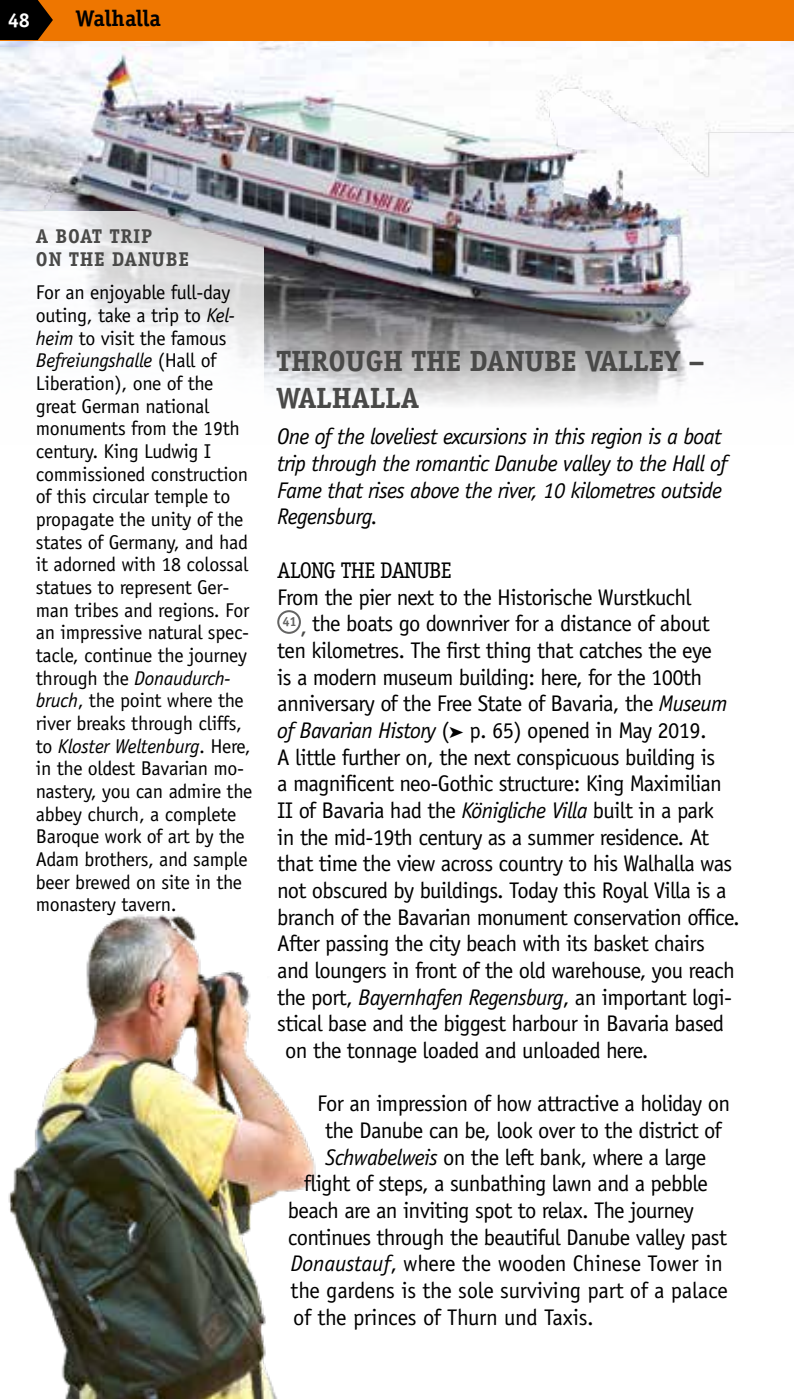 48
Walhalla
REGENSBURG
A BOAT TRIP
ON THE DANUBE
For an enjoyable full-day
outing, take a trip to Kel-
heim to visit the famous
Befreiungshalle (Hall of
Liberation), one of the
great German national
monuments from the 19th
century. King Ludwig I
commissioned construction
of this circular temple to
propagate the unity of the
states of Germany, and had
it adorned with 18 colossal
statues to represent Ger-
man tribes and regions. For
an impressive natural spec-
tacle, continue the journey
through the Donaudurch-
bruch, the point where the
river breaks through cliffs,
to Kloster Weltenburg. Here,
in the oldest Bavarian mo-
nastery, you can admire the
abbey church, a complete
Baroque work of art by the
Adam brothers, and sample
beer brewed on site in the
monastery tavern.
THROUGH THE DANUBE VALLEY –
WALHALLA
One of the loveliest excursions in this region is a boat
trip through the romantic Danube valley to the Hall of
Fame that rises above the river, 10 kilometres outside
Regensburg.
ALONG THE DANUBE
From the pier next to the Historische Wurstkuchl
41, the boats go downriver for a distance of about
ten kilometres. The first thing that catches the eye
is a modern museum building: here, for the 100th
anniversary of the Free State of Bavaria, the Museum
of Bavarian History (➤ p. 65) opened in May 2019.
A little further on, the next conspicuous building is
a magnificent neo-Gothic structure: King Maximilian
II of Bavaria had the Königliche Villa built in a park
in the mid-19th century as a summer residence. At
that time the view across country to his Walhalla was
not obscured by buildings. Today this Royal Villa is a
branch of the Bavarian monument conservation office.
After passing the city beach with its basket chairs
and loungers in front of the old warehouse, you reach
the port, Bayernhafen Regensburg, an important logi-
stical base and the biggest harbour in Bavaria based
on the tonnage loaded and unloaded here.
For an impression of how attractive a holiday on
the Danube can be, look over to the district of
Schwabelweis on the left bank, where a large
flight of steps, a sunbathing lawn and a pebble
beach are an inviting spot to relax. The journey
continues through the beautiful Danube valley past
Donaustauf, where the wooden Chinese Tower in
the gardens is the sole surviving part of a palace
of the princes of Thurn und Taxis.